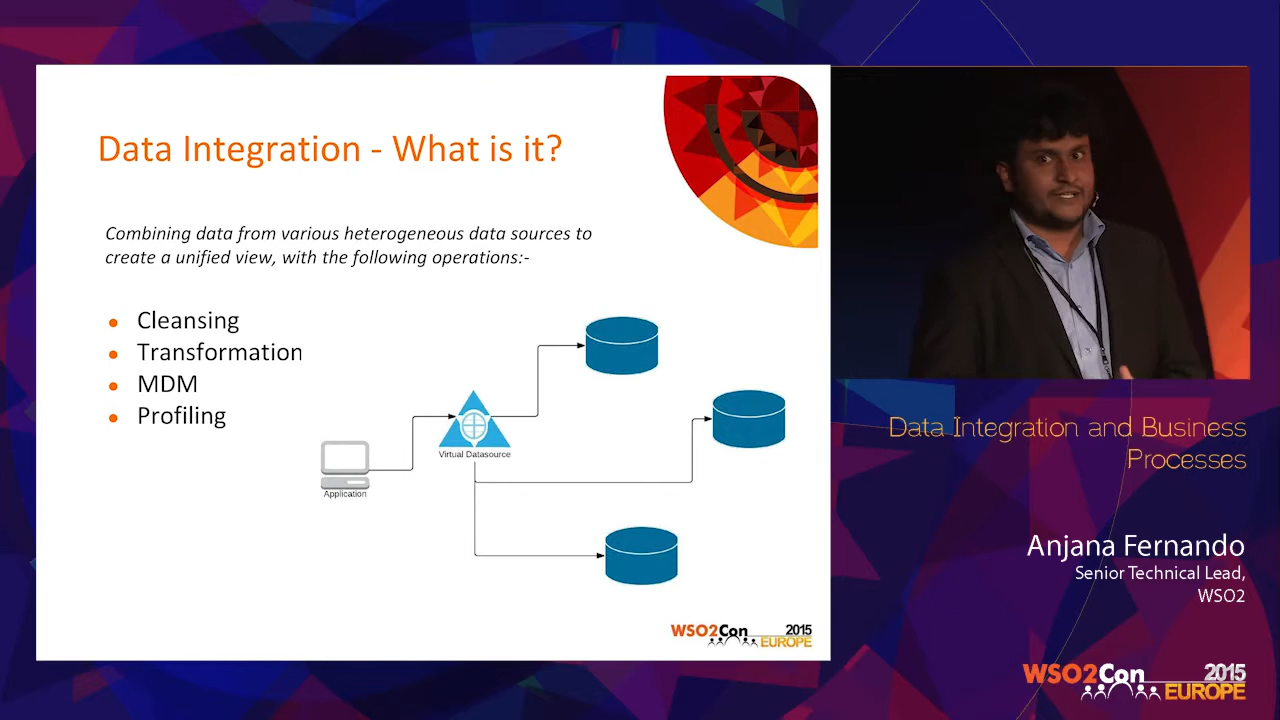 Data Integration - What is it?
Combining data from various heterogeneous data sources to
create a unified view, with the following operations:-
● Cleansing
● Transformation
● MDM
● Profiling
Virtual Datasource
Application
WSO2Con 2015
EUROPE
Data Integration and Business
Processes
Anjana Fernando
Senior Technical Lead,
WSO2
WSO2Con 2015
EUROPE